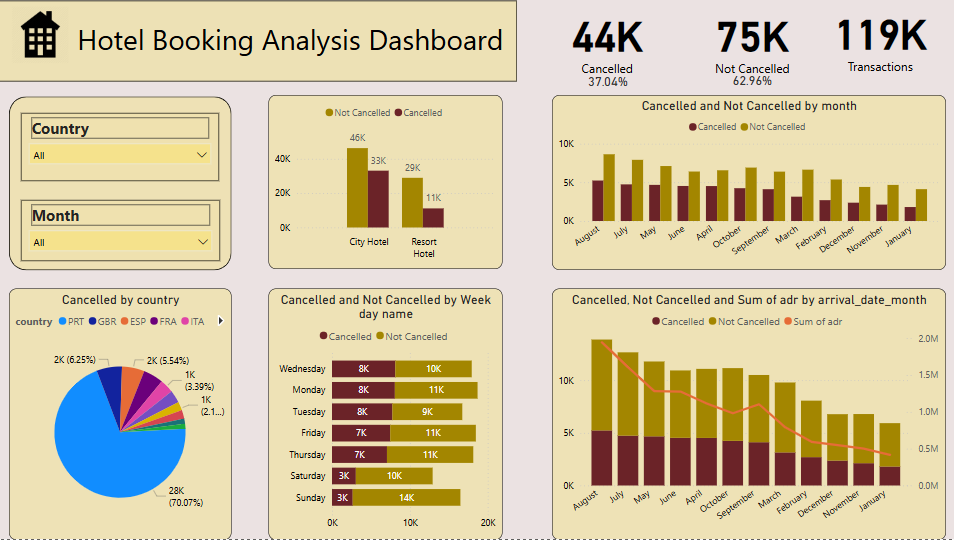 Hotel Booking Analysis Dashboard
44K
Cancelled
37.04%
75K
Not Cancelled
62.96%
119K
Transactions
Country
All
Month
All
Not Cancelled Cancelled
46K
33K
29K
11K
40K
20K
0K
City Hotel
Resort
Hotel
Cancelled and Not Cancelled by month
Cancelled Not Cancelled
10K
5K
0K
August July May June April October September March February December November January
Cancelled by country
country PRT GBR ESP FRA ITA
2K (6.25%)
2K (5.54%)
1K
(3.39%)
1K
(2.1...)
28K
(70.07%)
Cancelled and Not Cancelled by Week
day name
Cancelled Not Cancelled
Wednesday 8K 10K
Monday 8K 11K
Tuesday 8K 9K
Friday 7K 11K
Thursday 7K 11K
Saturday 3K 10K
Sunday 3K 14K
0K 10K 20K
Cancelled, Not Cancelled and Sum of adr by arrival_date_month
Cancelled Not Cancelled Sum of adr
10K
5K
0K
2.0M
1.5M
1.0M
0.5M
0.0M
August July May June April October September March February December November January